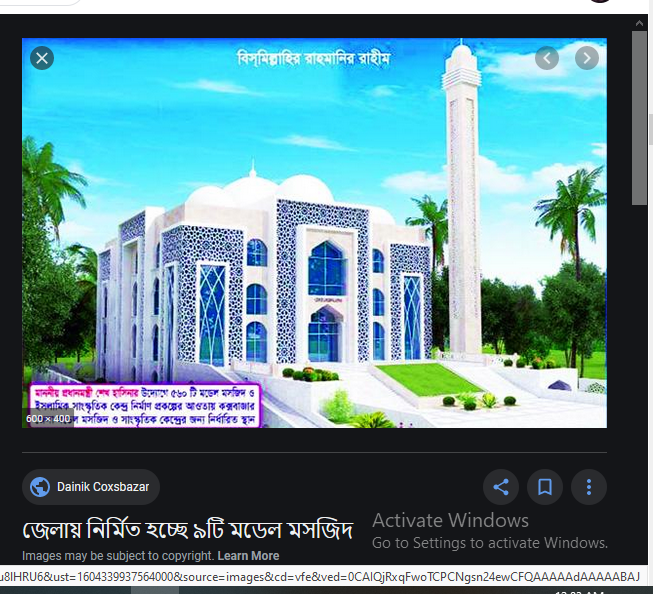 বিস্‌মিল্লাহির রাহমানির রাহীম
মাননীয় প্রধানমন্ত্রী শেখ হাসিনার উদ্যোগে ৫৬০ টি মডেল মসজিদ ও
ইসলামিক সাংস্কৃতিক কেন্দ্র নির্মাণ প্রকল্পের আওতায় কক্সবাজার
মডেল মসজিদ ও সাংস্কৃতিক কেন্দ্রের জন্য নির্ধারিত স্থান
600 × 400
Dainik Coxsbazar
জেলায় নির্মিত হচ্ছে ৯টি মডেল মসজিদ
Activate Windows
Go to Settings to activate Windows.
Images may be subject to copyright. Learn More
u8IHRU6&ust=1604339937564000&source=images&cd=vfe&ved=0CAIQjRxqFwoTCPCNgsn24ewCFQAAAAAdAAAAABAJ